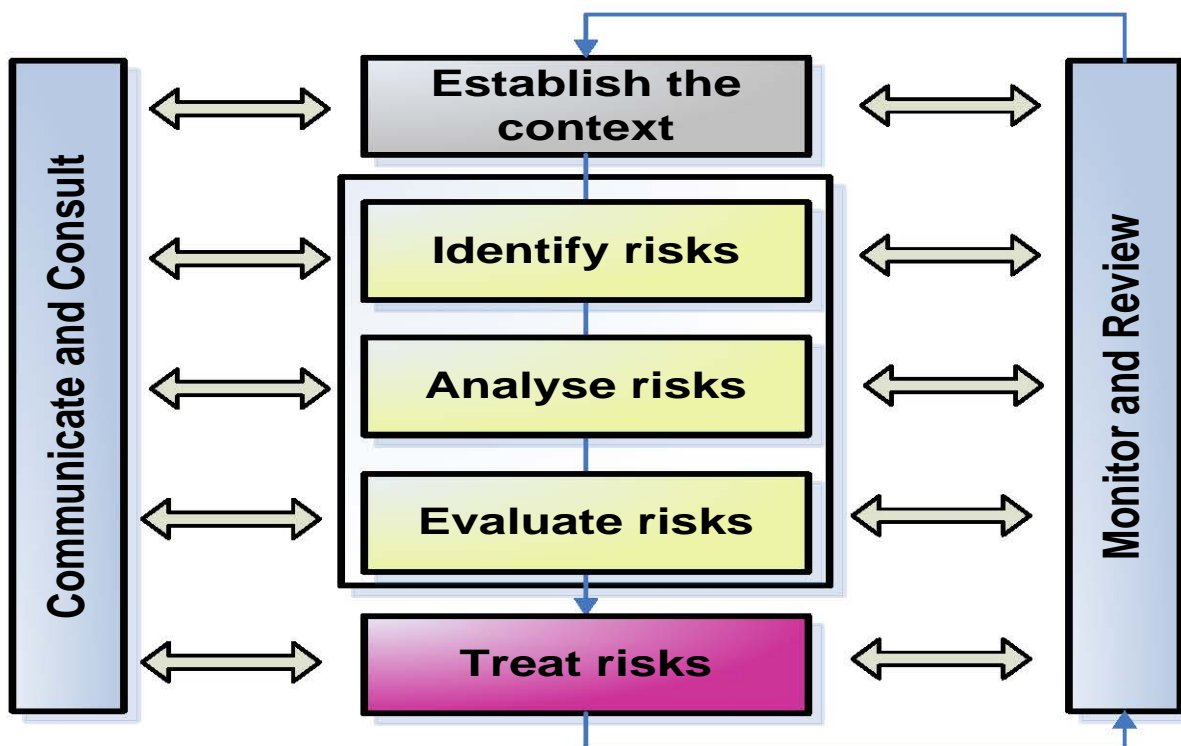 Communicate and Consult
Establish the
context
Identify risks
Analyse risks
Evaluate risks
Treat risks
Monitor and Review